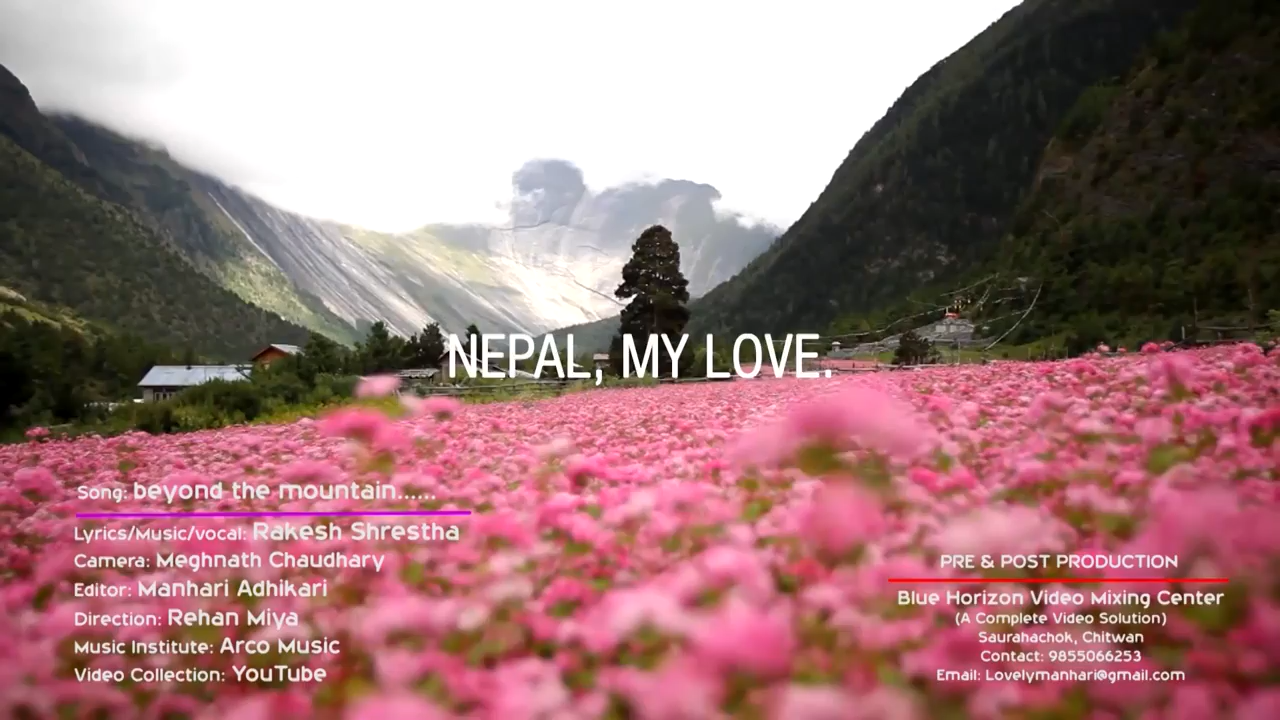 NEPAL, MY LOVE.
Song: beyond the mountain......
Lyrics/Music/vocal: Rakesh Shrestha
Camera: Meghnath Chaudhary
Editor: Manhari Adhikari
Direction: Rehan Miya
Music Institute: Arco Music
Video Collection: YouTube
PRE & POST PRODUCTION
Blue Horizon Video Mixing Center
(A Complete Video Solution)
Saurahachok, Chitwan
Contact: 9855066253
Email: Lovelymanhari@gmail.com